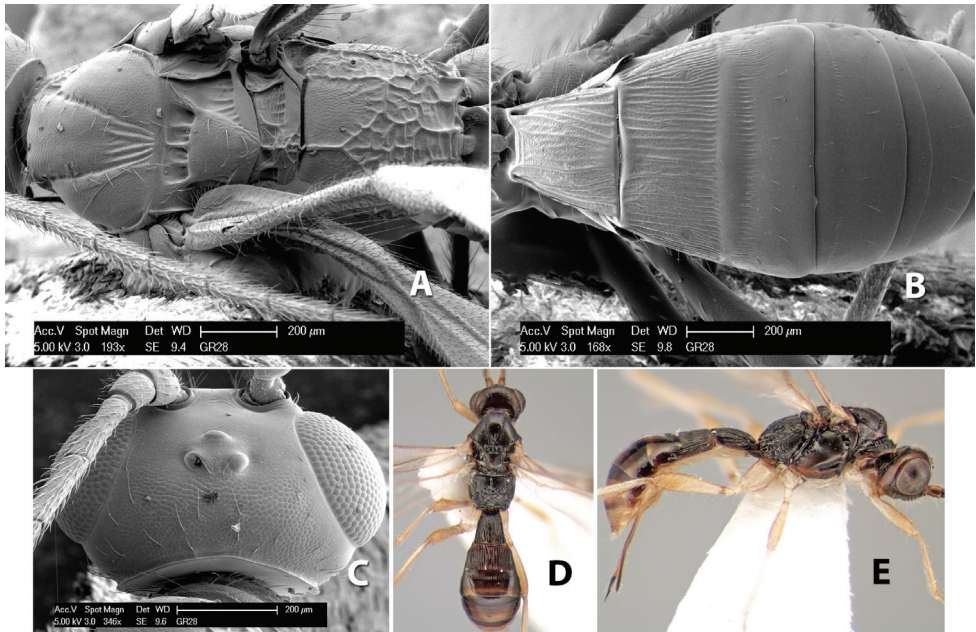 A
Acc.V Spot Magn Det WD 200 µm
5.00 kV 3.0 193x SE 9.4 GR28
B
Acc.V Spot Magn Det WD 200 µm
5.00 kV 3.0 168x SE 9.8 GR28
C
Acc.V Spot Magn Det WD 200 µm
5.00 kV 3.0 346x SE 9.6 GR28
D
E